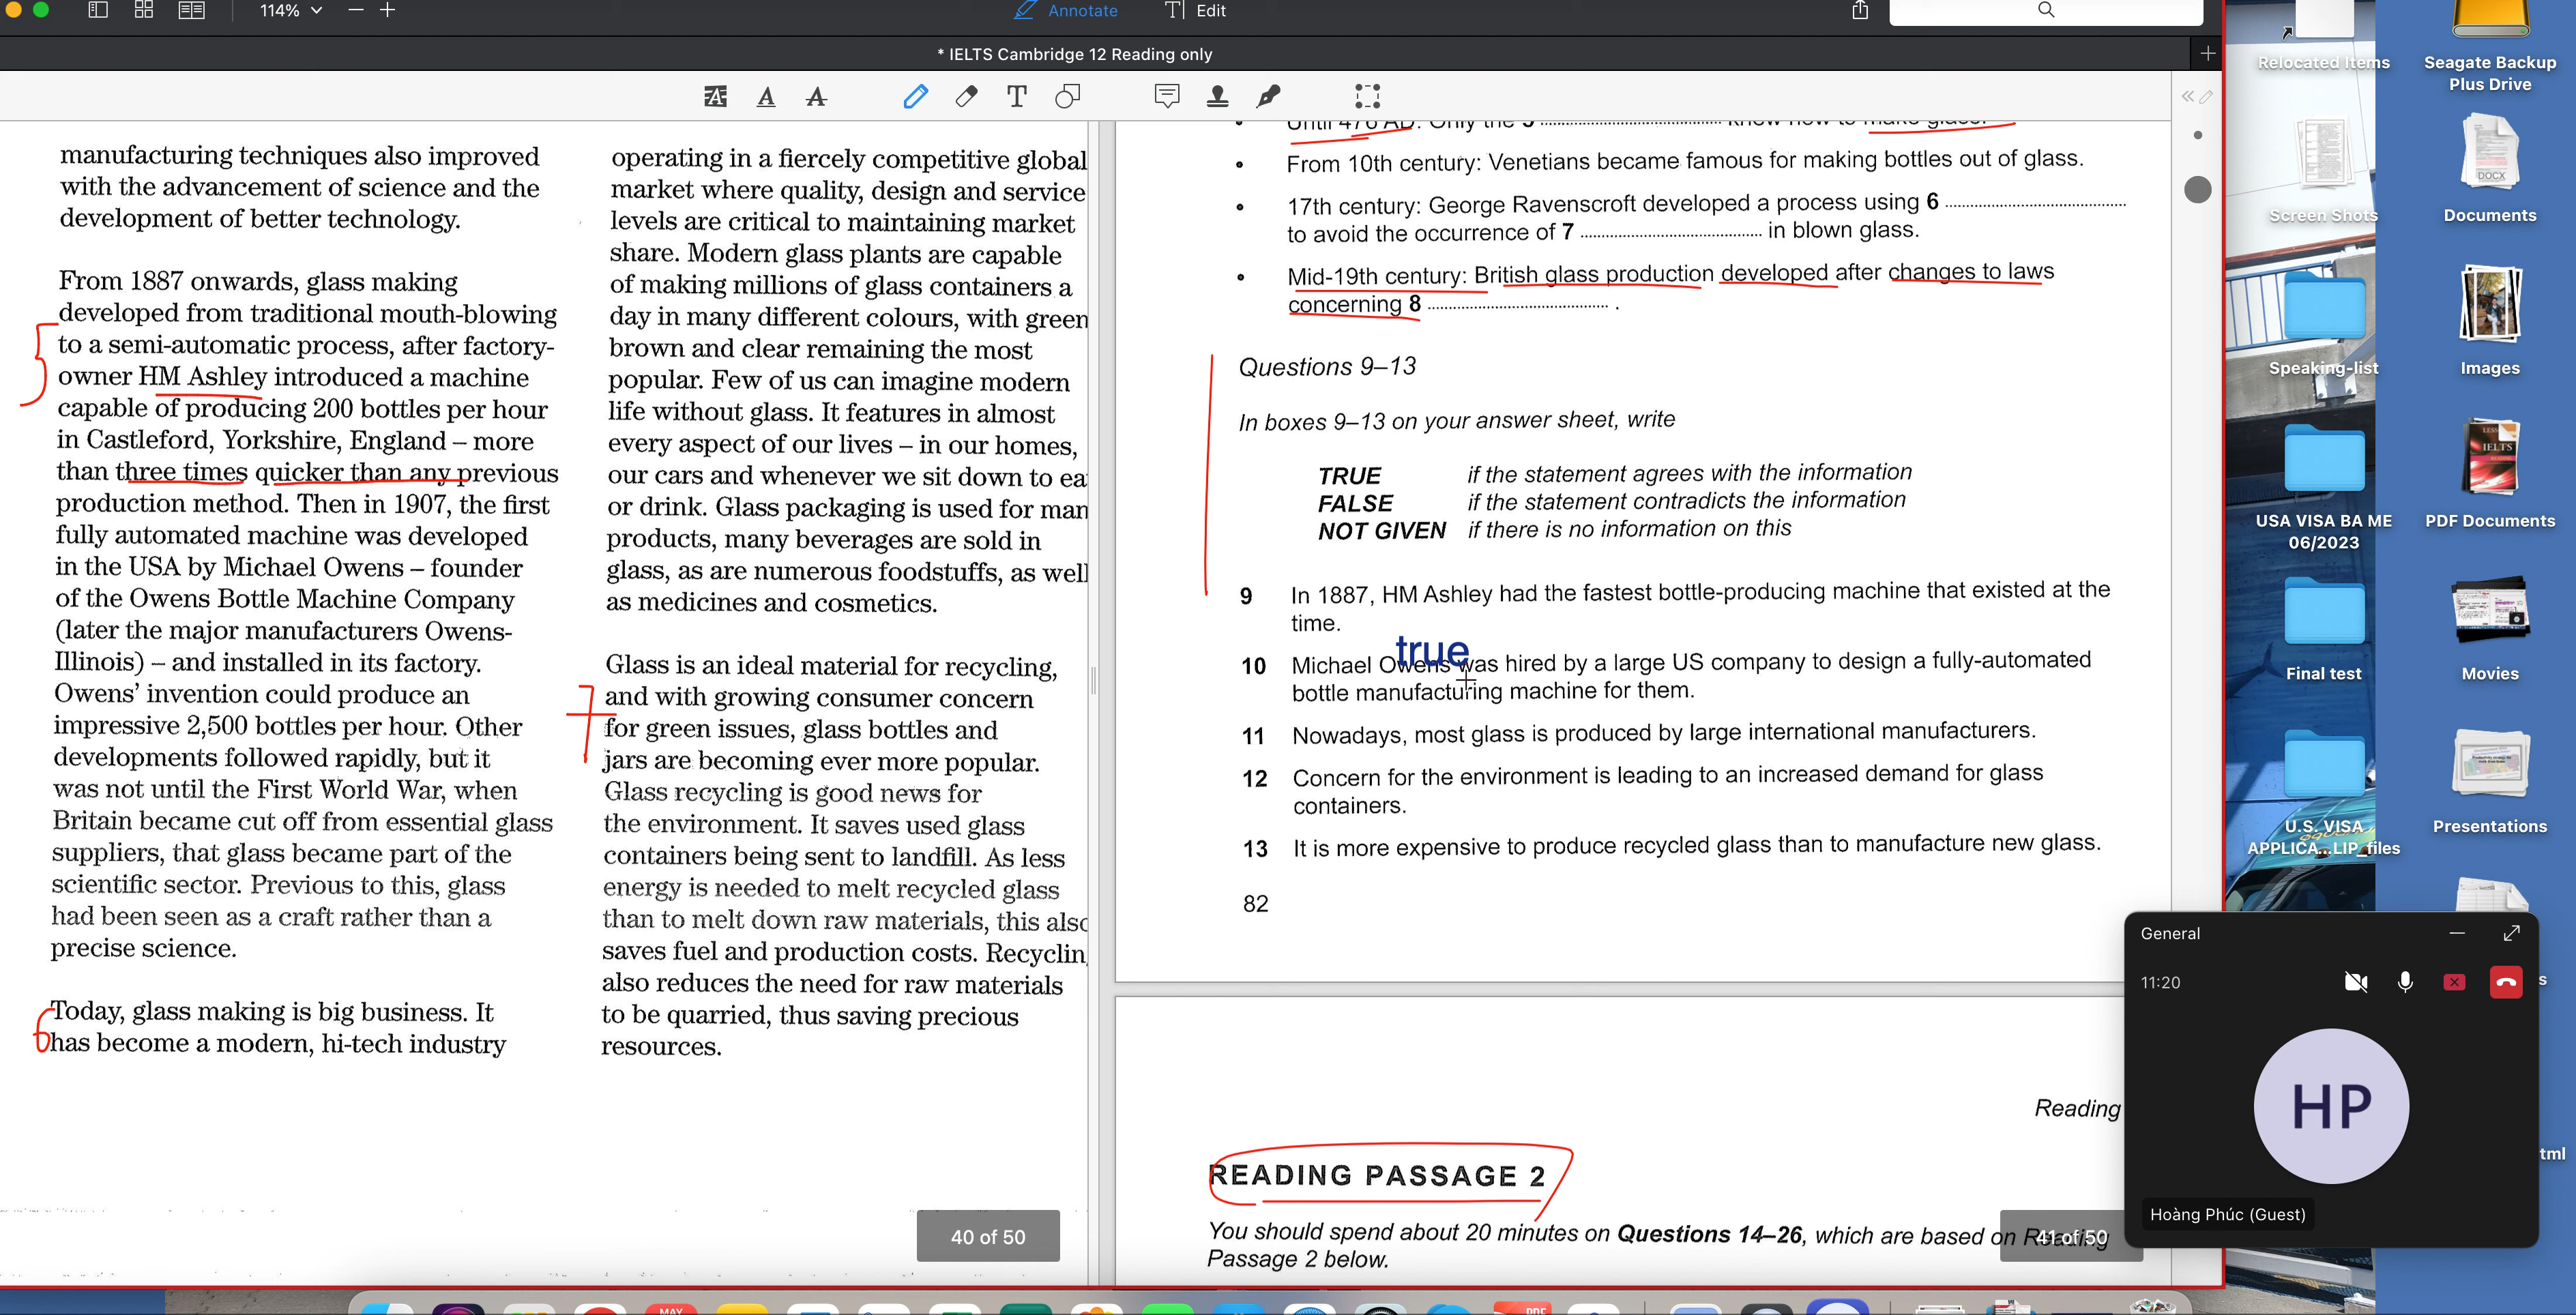 114%
Annotate
Edit
* IELTS Cambridge 12 Reading only
manufacturing techniques also improved
with the advancement of science and the
development of better technology.
From 1887 onwards, glass making
developed from traditional mouth-blowing
to a semi-automatic process, after factory-
owner HM Ashley introduced a machine
capable of producing 200 bottles per hour
in Castleford, Yorkshire, England – more
than three times quicker than any previous
production method. Then in 1907, the first
fully automated machine was developed
in the USA by Michael Owens – founder
of the Owens Bottle Machine Company
(later the major manufacturers Owens-
Illinois) – and installed in its factory.
Owens' invention could produce an
impressive 2,500 bottles per hour. Other
developments followed rapidly, but it
was not until the First World War, when
Britain became cut off from essential glass
suppliers, that glass became part of the
scientific sector. Previous to this, glass
had been seen as a craft rather than a
precise science.
6
Today, glass making is big business. It
has become a modern, hi-tech industry
operating in a fiercely competitive global
market where quality, design and service
levels are critical to maintaining market
share. Modern glass plants are capable
of making millions of glass containers a
day in many different colours, with green
brown and clear remaining the most
popular. Few of us can imagine modern
life without glass. It features in almost
every aspect of our lives – in our homes,
our cars and whenever we sit down to ea
or drink. Glass packaging is used for man
products, many beverages are sold in
glass, as are numerous foodstuffs, as well
as medicines and cosmetics.
7
Glass is an ideal material for recycling,
and with growing consumer concern
for green issues, glass bottles and
jars are becoming ever more popular.
Glass recycling is good news for
the environment. It saves used glass
containers being sent to landfill. As less
energy is needed to melt recycled glass
than to melt down raw materials, this also
saves fuel and production costs. Recyclin
also reduces the need for raw materials
to be quarried, thus saving precious
resources.
40 of 50
Until 476 AD: Only the 5 .................... knew how to make glass.
From 10th century: Venetians became famous for making bottles out of glass.
17th century: George Ravenscroft developed a process using 6 ....................
to avoid the occurrence of 7 .................... in blown glass.
Mid-19th century: British glass production developed after changes to laws
concerning 8 .................... .
Questions 9–13
In boxes 9–13 on your answer sheet, write
TRUE if the statement agrees with the information
FALSE if the statement contradicts the information
NOT GIVEN if there is no information on this
9 In 1887, HM Ashley had the fastest bottle-producing machine that existed at the
time.
true
10 Michael Owens was hired by a large US company to design a fully-automated
bottle manufacturing machine for them.
11 Nowadays, most glass is produced by large international manufacturers.
12 Concern for the environment is leading to an increased demand for glass
containers.
13 It is more expensive to produce recycled glass than to manufacture new glass.
82
Reading
READING PASSAGE 2
You should spend about 20 minutes on Questions 14–26, which are based on Reading
Passage 2 below.
41 of 50
Relocated Items
Seagate Backup
Plus Drive
Screen Shots
DOCX
Documents
Speaking-list
Images
USA VISA BA ME
06/2023
IELTS
PDF Documents
Final test
Movies
U.S. VISA
APPLICA...LIP_files
Presentations
General
11:20
HP
Hoàng Phúc (Guest)
s
tml
MAY
PDF